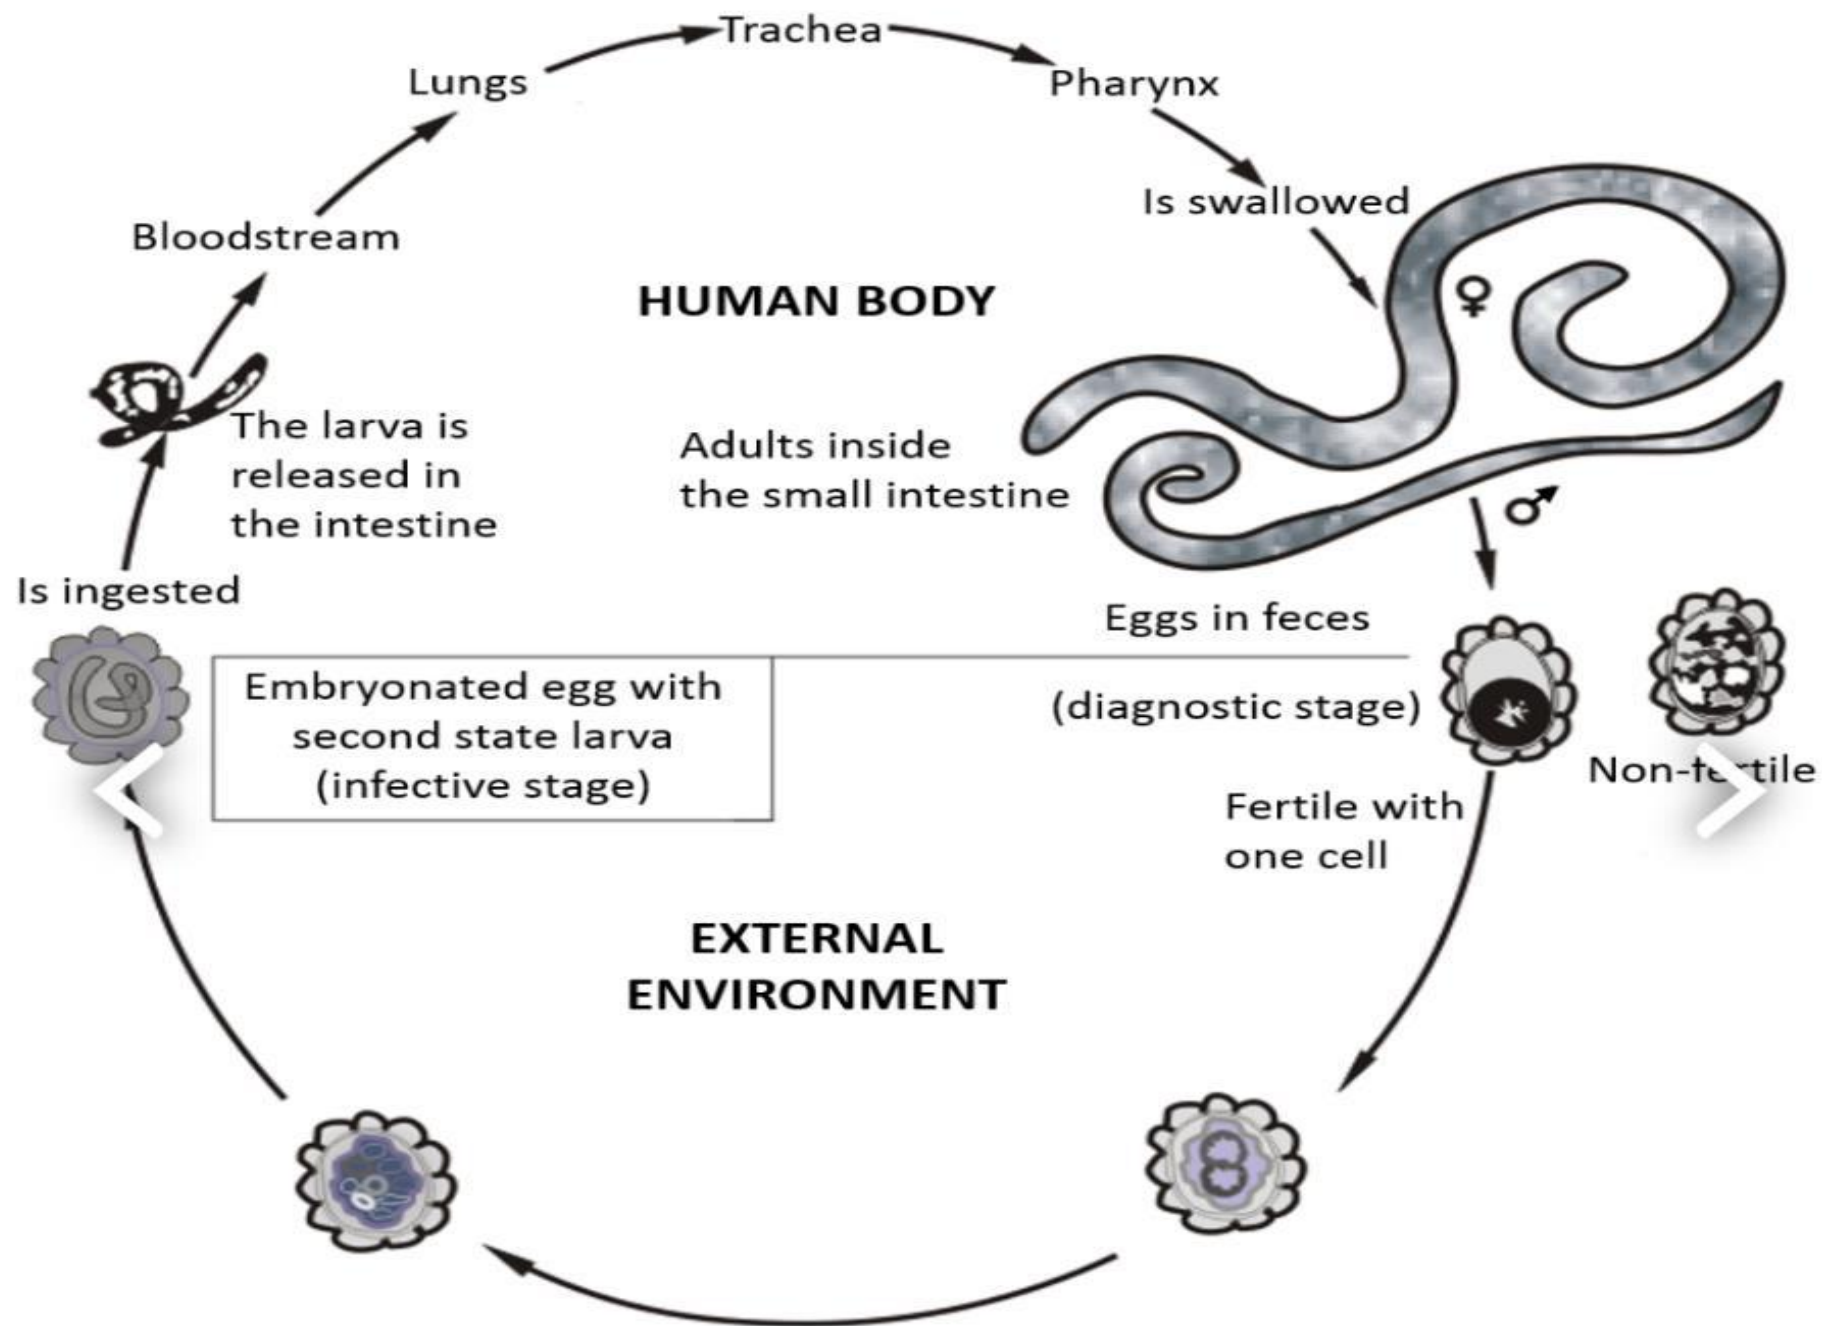 Trachea
Lungs
Pharynx
Is swallowed
Bloodstream
HUMAN BODY
The larva is
released in
the intestine
Adults inside
the small intestine
Is ingested
Eggs in feces
(diagnostic stage)
Embryonated egg with
second state larva
(infective stage)
Non-fertile
Fertile with
one cell
EXTERNAL
ENVIRONMENT